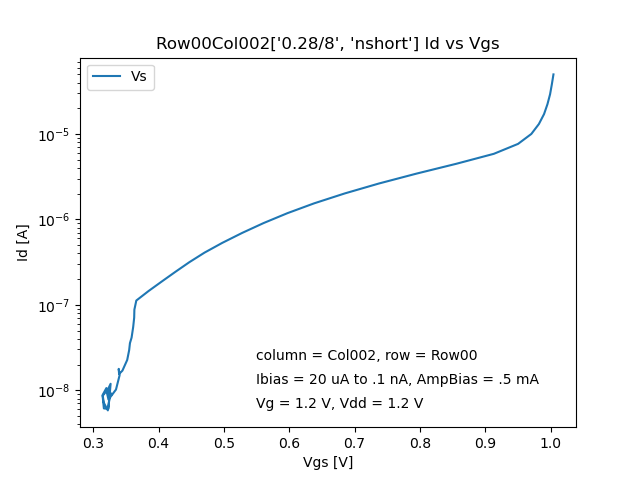 Row00Col002['0.28/8', 'nshort'] Id vs Vgs
Vs
10⁻⁵
10⁻⁶
10⁻⁷
10⁻⁸
Id [A]
column = Col002, row = Row00
Ibias = 20 uA to .1 nA, AmpBias = .5 mA
Vg = 1.2 V, Vdd = 1.2 V
0.3 0.4 0.5 0.6 0.7 0.8 0.9 1.0
Vgs [V]